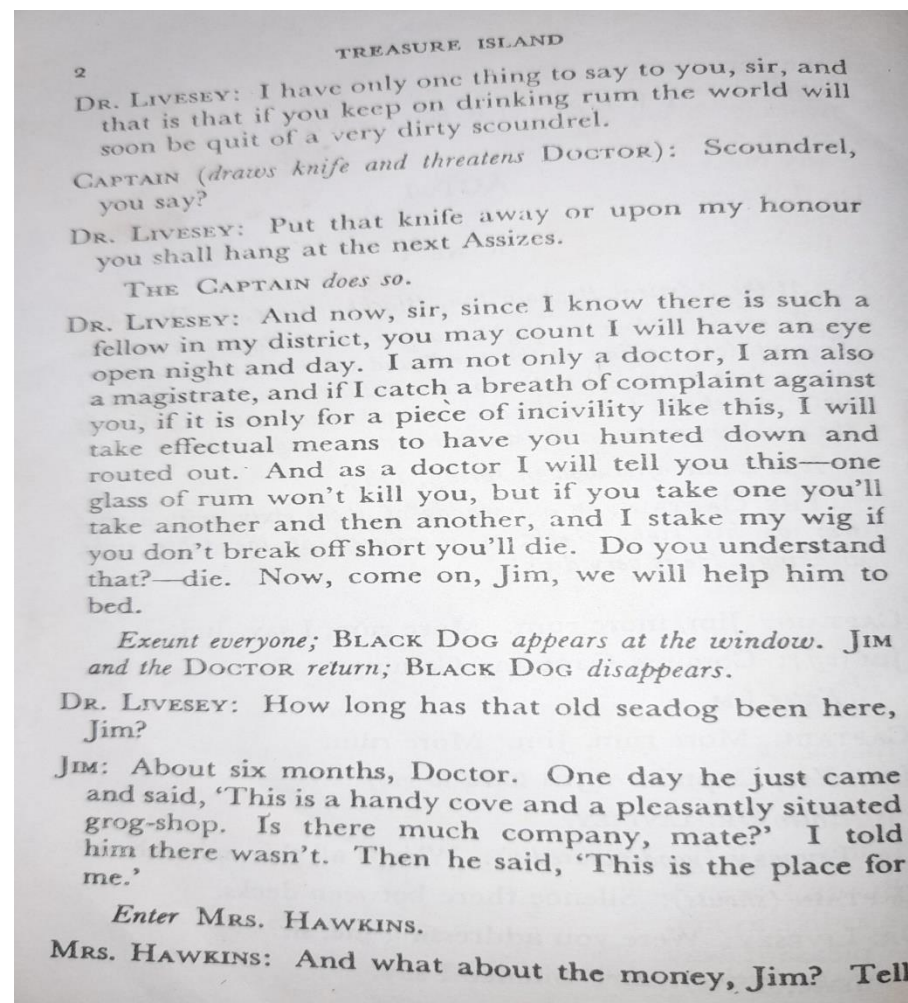 2
TREASURE ISLAND
DR. LIVESEY: I have only one thing to say to you, sir, and
that is that if you keep on drinking rum the world will
soon be quit of a very dirty scoundrel.
CAPTAIN (draws knife and threatens DOCTOR): Scoundrel,
you say?
DR. LIVESEY: Put that knife away or upon my honour
you shall hang at the next Assizes.
THE CAPTAIN does so.
DR. LIVESEY: And now, sir, since I know there is such a
fellow in my district, you may count I will have an eye
open night and day. I am not only a doctor, I am also
a magistrate, and if I catch a breath of complaint against
you, if it is only for a piece of incivility like this, I will
take effectual means to have you hunted down and
routed out. And as a doctor I will tell you this—one
glass of rum won't kill you, but if you take one you'll
take another and then another, and I stake my wig if
you don't break off short you'll die. Do you understand
that?—die. Now, come on, Jim, we will help him to
bed.
Exeunt everyone; BLACK DOG appears at the window. JIM
and the DOCTOR return; BLACK DOG disappears.
DR. LIVESEY: How long has that old seadog been here,
Jim?
JIM: About six months, Doctor. One day he just came
and said, 'This is a handy cove and a pleasantly situated
grog-shop. Is there much company, mate?' I told
him there wasn't. Then he said, 'This is the place for
me.'
Enter MRS. HAWKINS.
MRS. HAWKINS: And what about the money, Jim? Tell